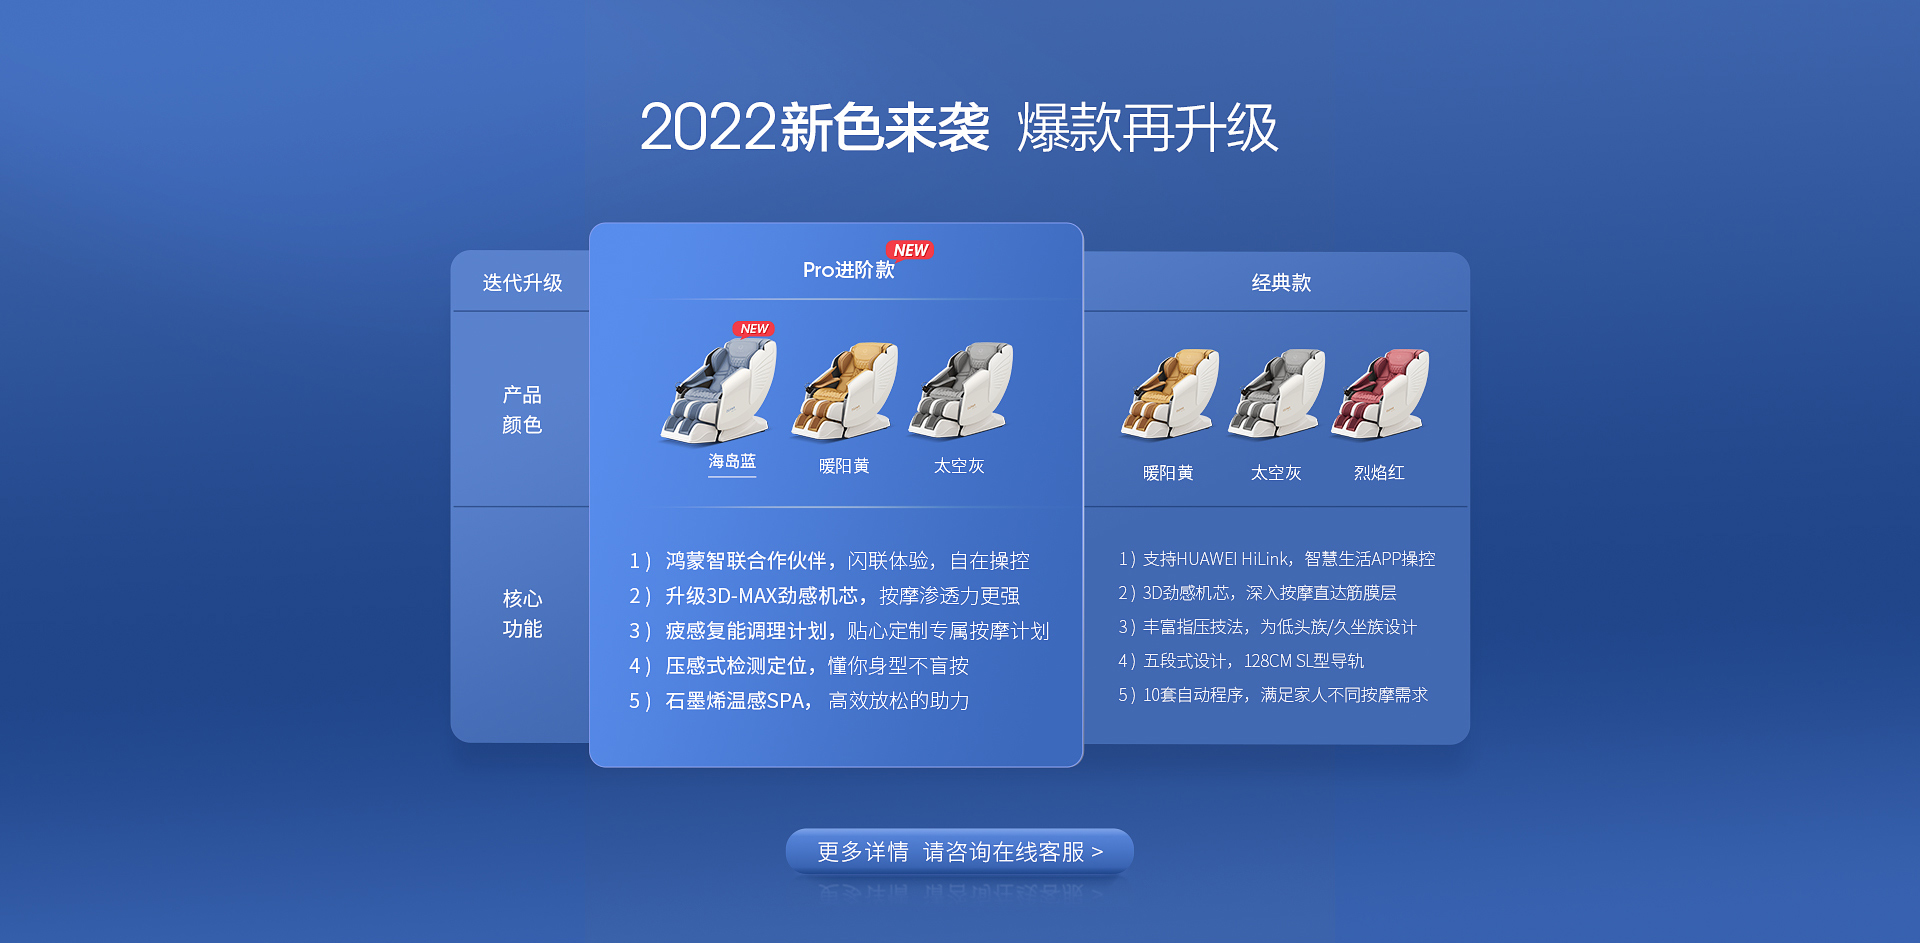 2022新色来袭 爆款再升级
迭代升级
Pro进阶款
NEW
经典款
产品
颜色
NEW
海岛蓝
暖阳黄
太空灰
暖阳黄
太空灰
烈焰红
核心
功能
1） 鸿蒙智联合作伙伴，闪联体验，自在操控
2） 升级3D-MAX劲感机芯，按摩渗透力更强
3） 疲感复能调理计划，贴心定制专属按摩计划
4） 压感式检测定位，懂你身型不盲按
5） 石墨烯温感SPA， 高效放松的助力
1）支持HUAWEI HiLink，智慧生活APP操控
2）3D劲感机芯，深入按摩直达筋膜层
3）丰富指压技法，为低头族/久坐族设计
4）五段式设计，128CM SL型导轨
5）10套自动程序，满足家人不同按摩需求
更多详情 请咨询在线客服 >